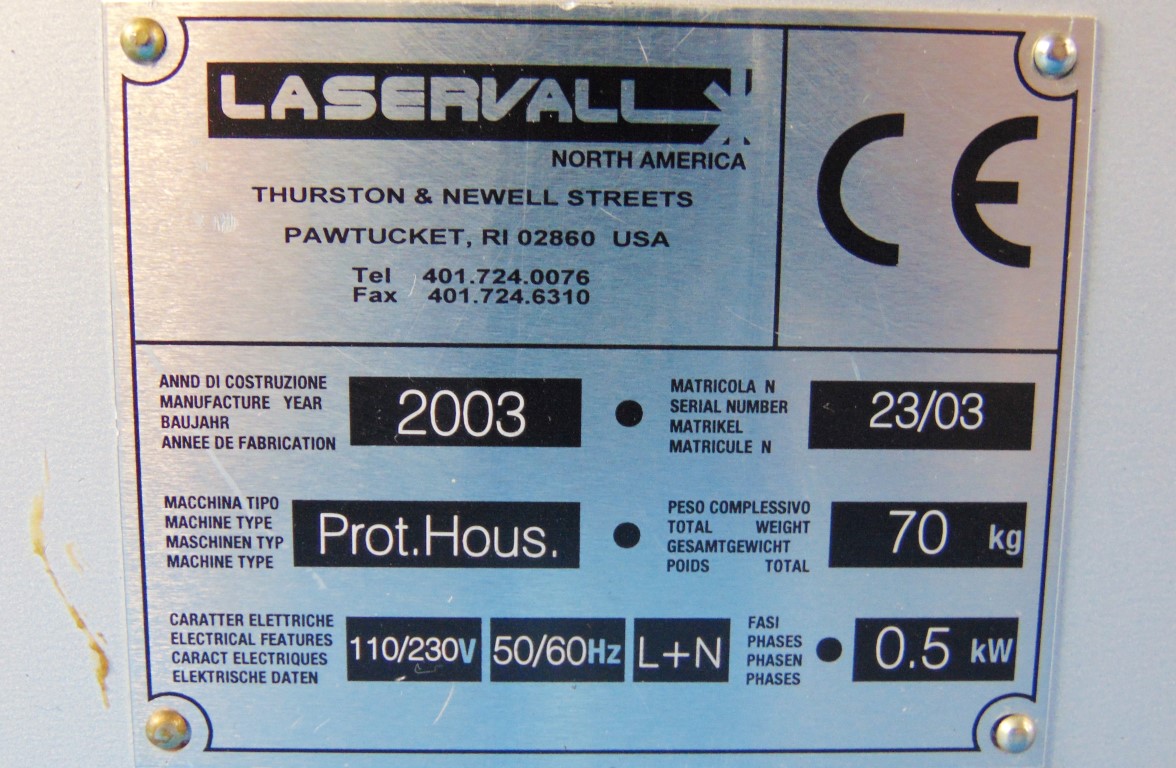 LASERVALL
NORTH AMERICA
THURSTON & NEWELL STREETS
PAWTUCKET, RI 02860 USA
Tel 401.724.0076
Fax 401.724.6310
CE
ANND DI COSTRUZIONE
MANUFACTURE YEAR
BAUJAHR
ANNEE DE FABRICATION
2003
MATRICOLA N
SERIAL NUMBER
MATRIKEL
MATRICULE N
23/03
MACCHINA TIPO
MACHINE TYPE
MASCHINEN TYP
MACHINE TYPE
Prot.Hous.
PESO COMPLESSIVO
TOTAL WEIGHT
GESAMTGEWICHT
POIDS TOTAL
70 kg
CARATTER ELETTRICHE
ELECTRICAL FEATURES
CARACT ELECTRIQUES
ELEKTRISCHE DATEN
110/230V
50/60Hz
L+N
FASI
PHASES
PHASEN
PHASES
0.5 kW